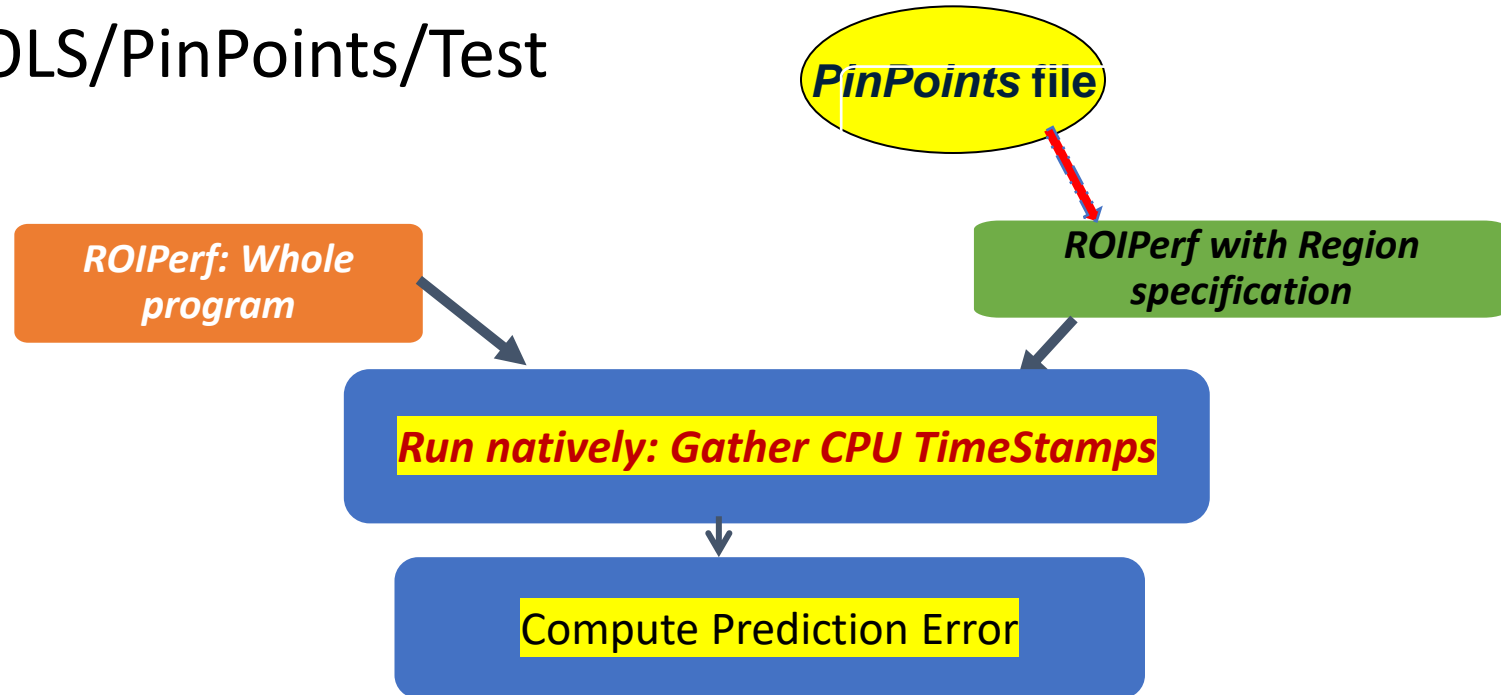 OLS/PinPoints/Test
PinPoints file
ROIPerf: Whole
program
ROIPerf with Region
specification
Run natively: Gather CPU TimeStamps
Compute Prediction Error